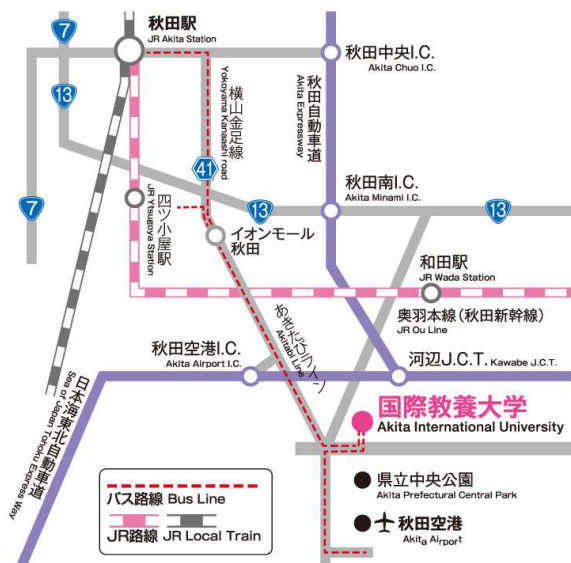 7
秋田駅
JR Akita Station
秋田中央I.C.
Akita Chuo I.C.
13
横山金足線
Yokoyama Kanaashi road
秋田自動車道
Akita Expressway
41
7
四ツ小屋駅
JR Ytsugoya Station
13
秋田南I.C.
Akita Minami I.C.
13
イオンモール
秋田
和田駅
JR Wada Station
奥羽本線（秋田新幹線）
JR Ou Line
あきたびライン
Akitabi Line
秋田空港I.C.
Akita Airport I.C.
河辺J.C.T. Kawabe J.C.T.
日本海東北自動車道
Sea of Japan Tohoku Express Way
国際教養大学
Akita International University
県立中央公園
Akita Prefectural Central Park
秋田空港
Akita Airport
バス路線 Bus Line
JR路線 JR Local Train